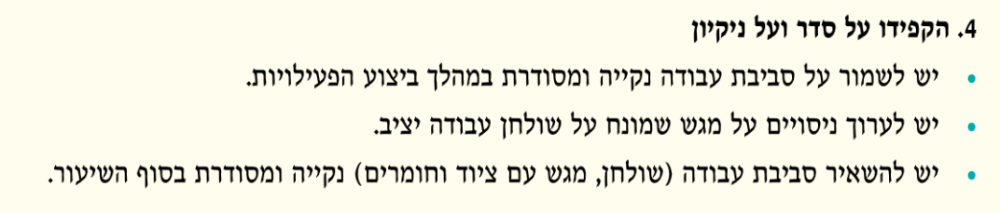 4. הקפידו על סדר ועל ניקיון
• יש לשמור על סביבת עבודה נקייה ומסודרת במהלך ביצוע הפעילויות.
• יש לערוך ניסויים על מגש שמונח על שולחן עבודה יציב.
• יש להשאיר סביבת עבודה (שולחן, מגש עם ציוד וחומרים) נקייה ומסודרת בסוף השיעור.